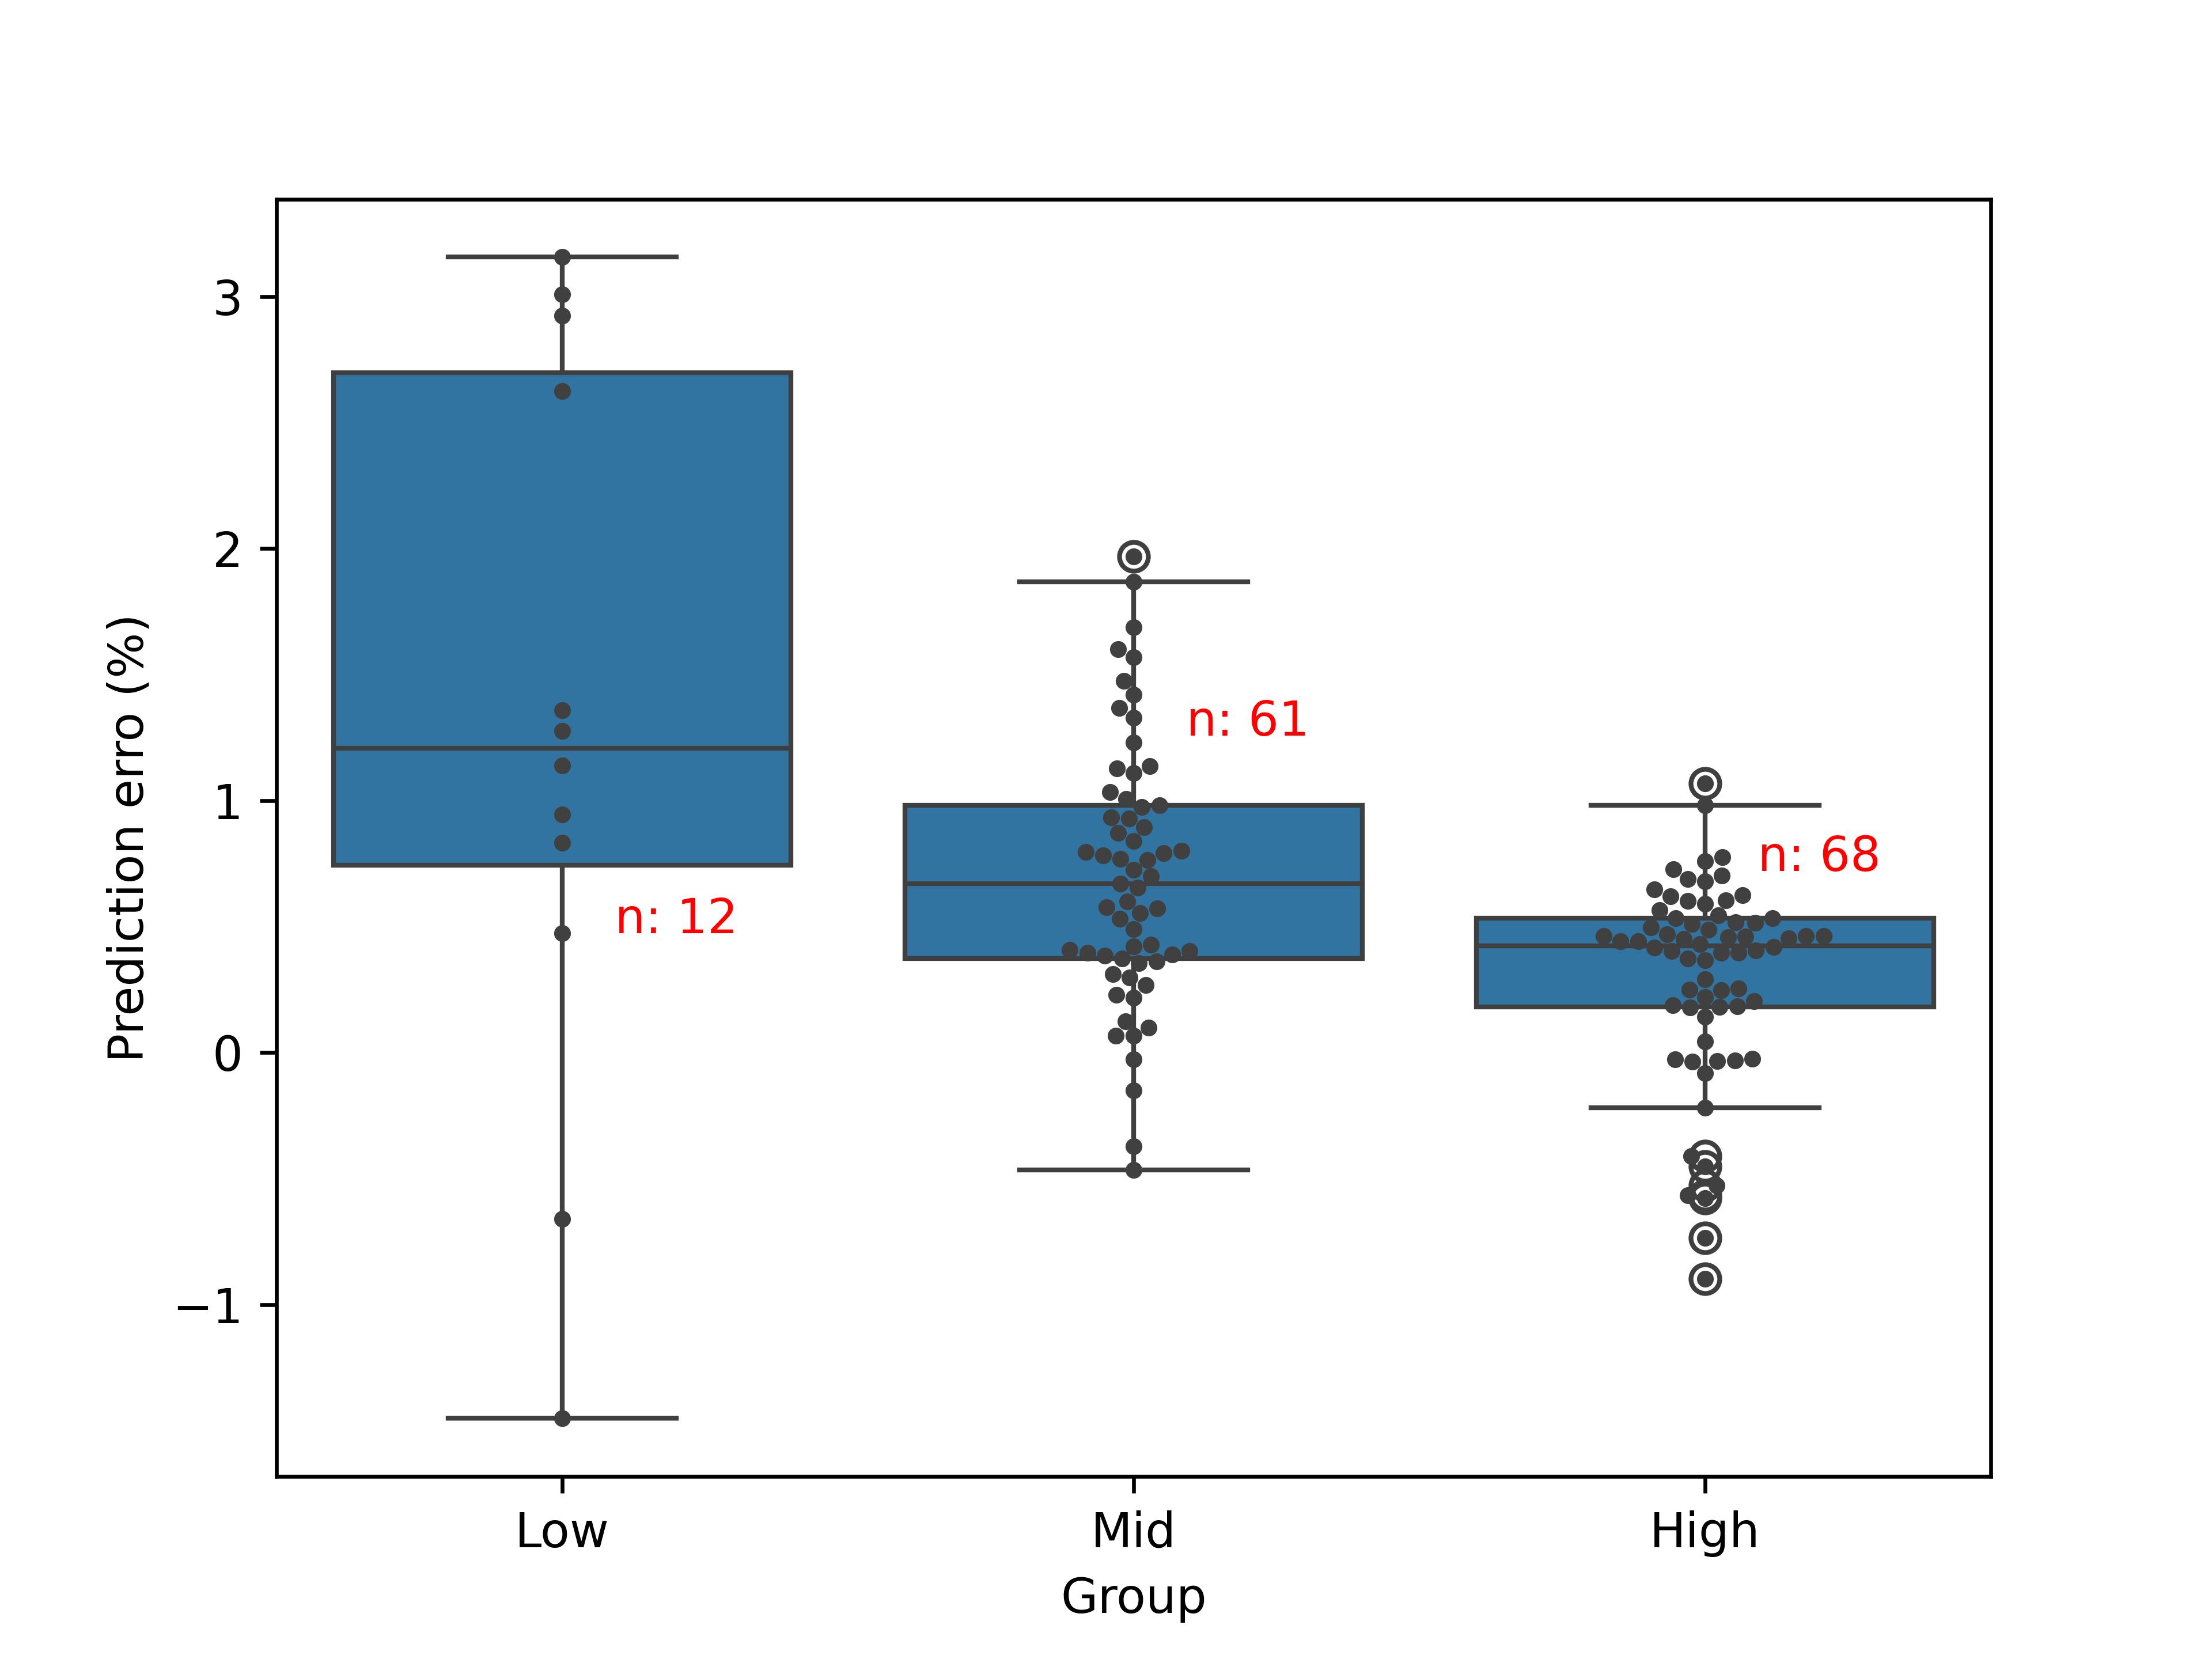 3
2
1
0
−1
Prediction erro (%)
n: 12
n: 61
n: 68
Low
Mid
High
Group